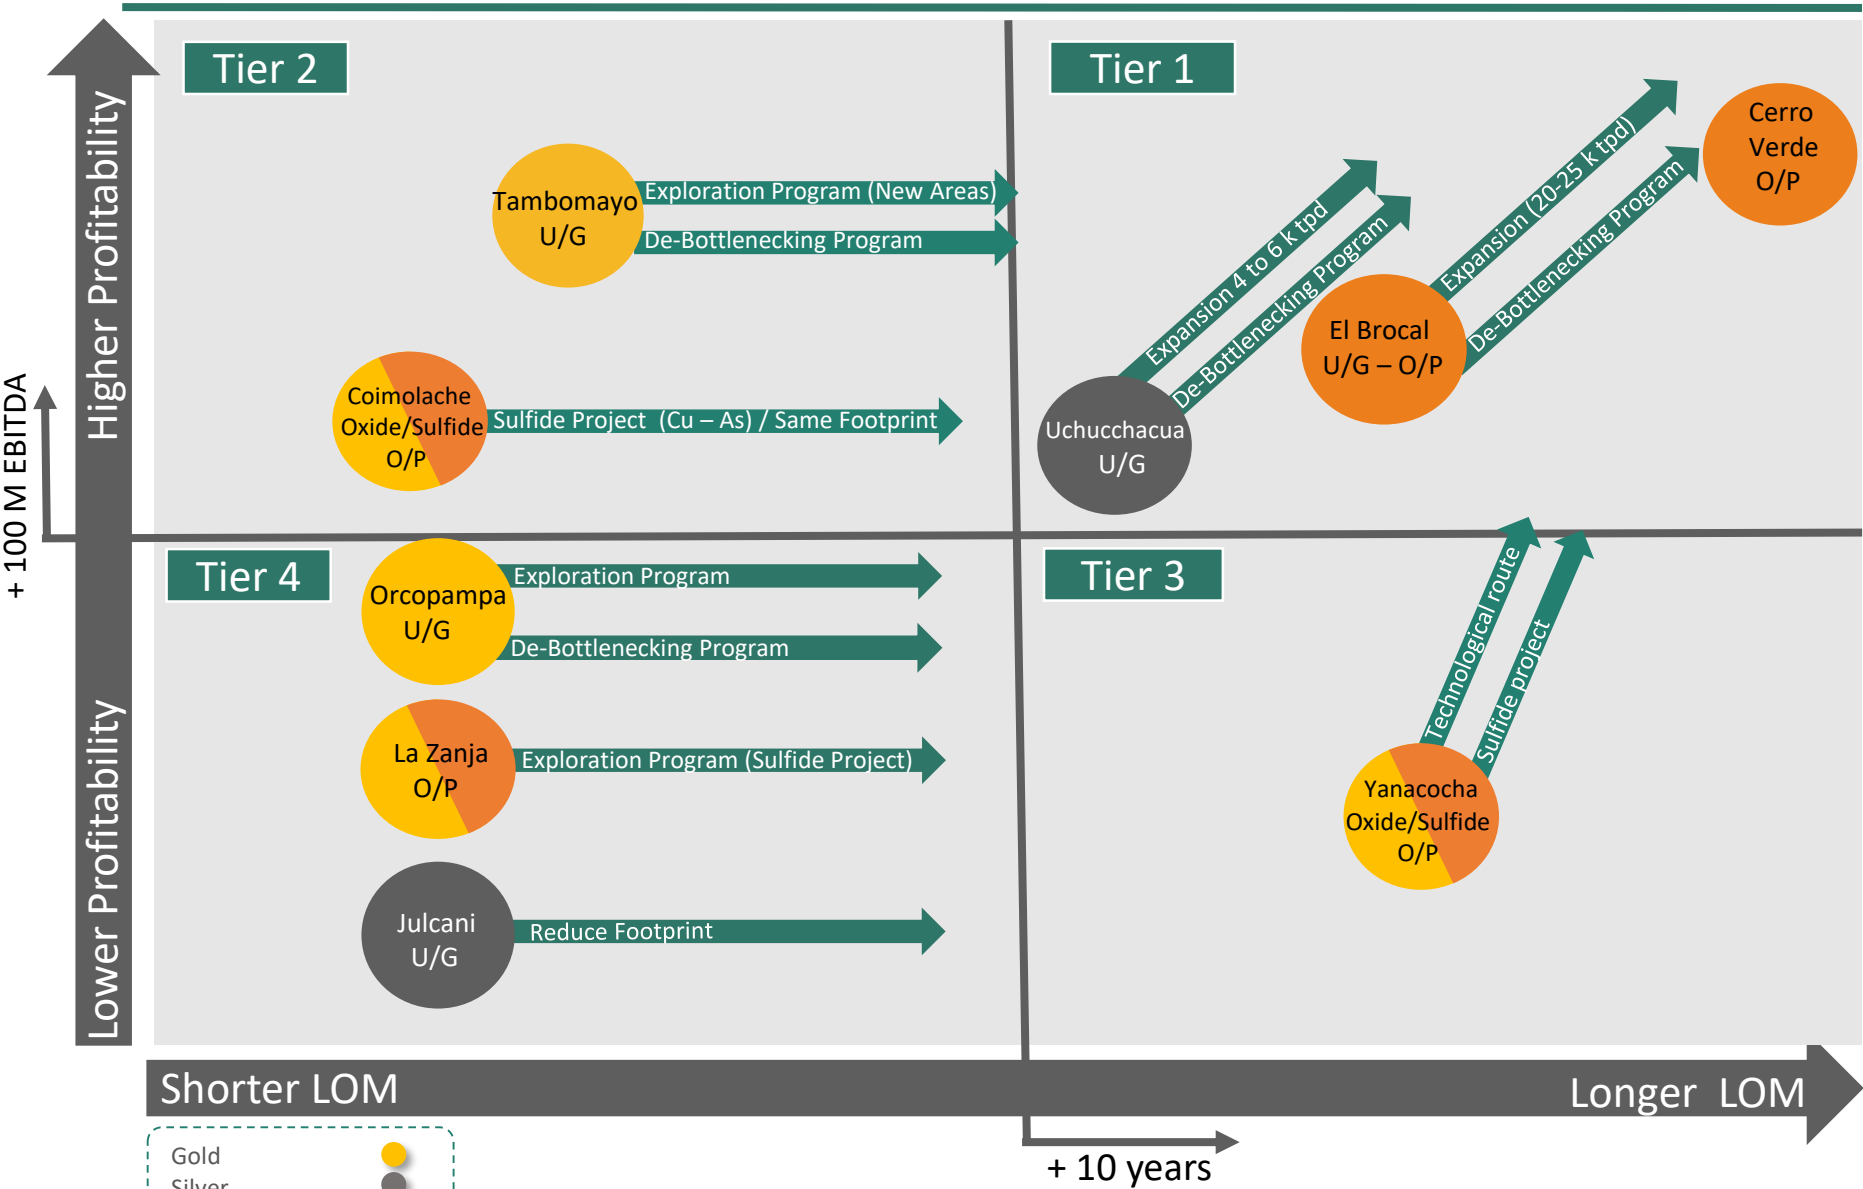 Tier 2
Tier 1
Higher Profitability
Lower Profitability
+ 100 M EBITDA
Tambomayo
U/G
Exploration Program (New Areas)
De-Bottlenecking Program
Coimolache
Oxide/Sulfide
O/P
Sulfide Project  (Cu – As) / Same Footprint
Cerro
Verde
O/P
Expansion (20-25 k tpd)
De-Bottlenecking Program
El Brocal
U/G – O/P
Expansion 4 to 6 k tpd
De-Bottlenecking Program
Uchucchacua
U/G
Tier 4
Tier 3
Orcopampa
U/G
Exploration Program
De-Bottlenecking Program
La Zanja
O/P
Exploration Program (Sulfide Project)
Julcani
U/G
Reduce Footprint
Technological route
Sulfide project
Yanacocha
Oxide/Sulfide
O/P
Shorter LOM
Longer  LOM
+ 10 years
Gold
Silver